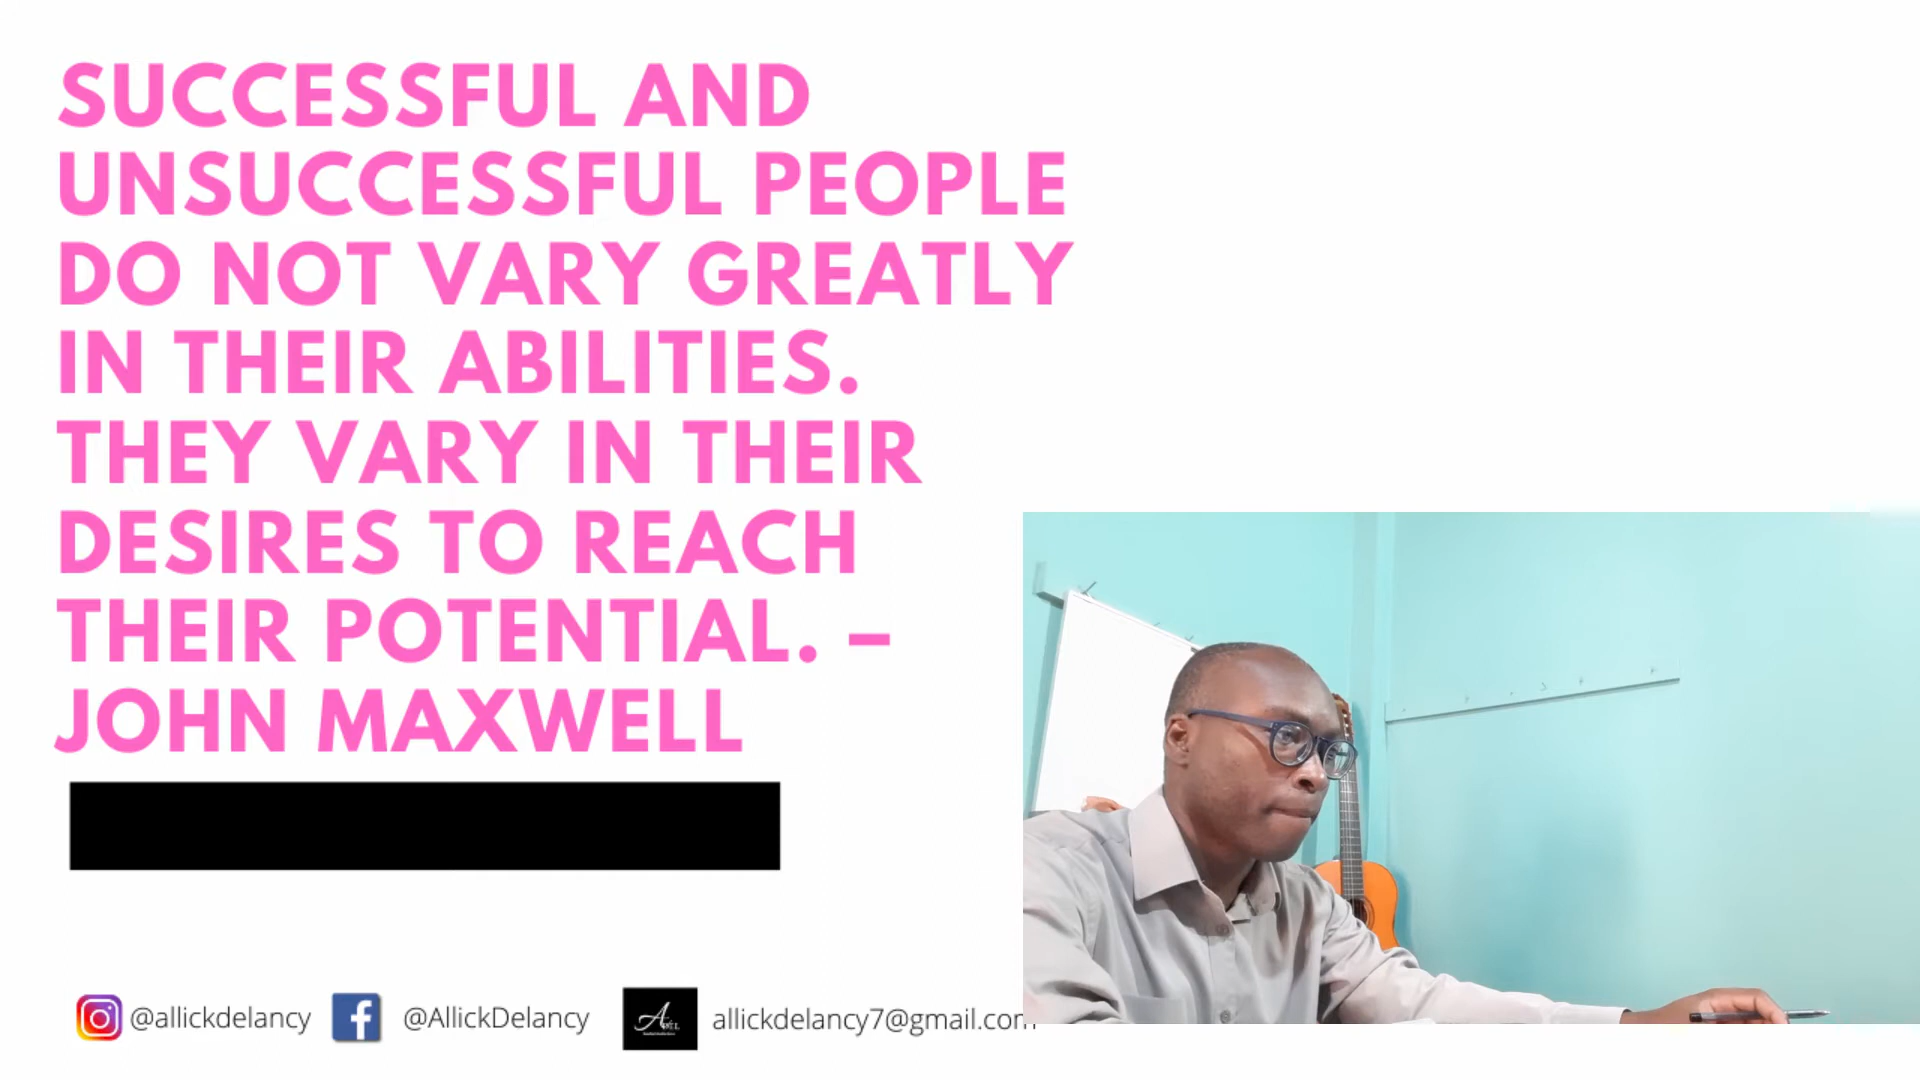 SUCCESSFUL AND
UNSUCCESSFUL PEOPLE
DO NOT VARY GREATLY
IN THEIR ABILITIES.
THEY VARY IN THEIR
DESIRES TO REACH
THEIR POTENTIAL. –
JOHN MAXWELL
@allickdelancy @AllickDelancy allickdelancy7@gmail.com